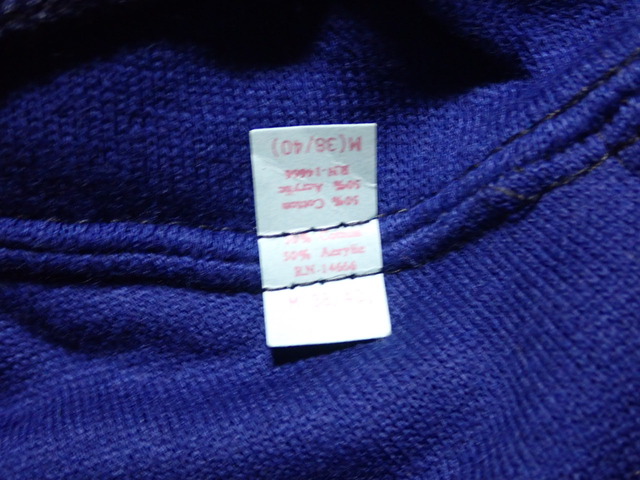 50% Cotton
50% Acrylic
RN-14666
M(38/40)
50% Acrylic
RN-14666